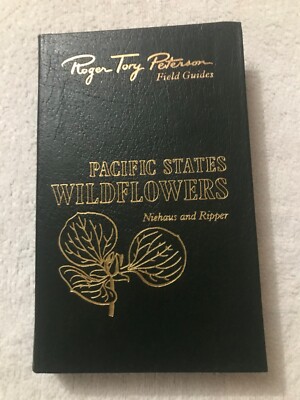 Roger Tory Peterson
Field Guides
PACIFIC STATES
WILDFLOWERS
Niehaus and Ripper